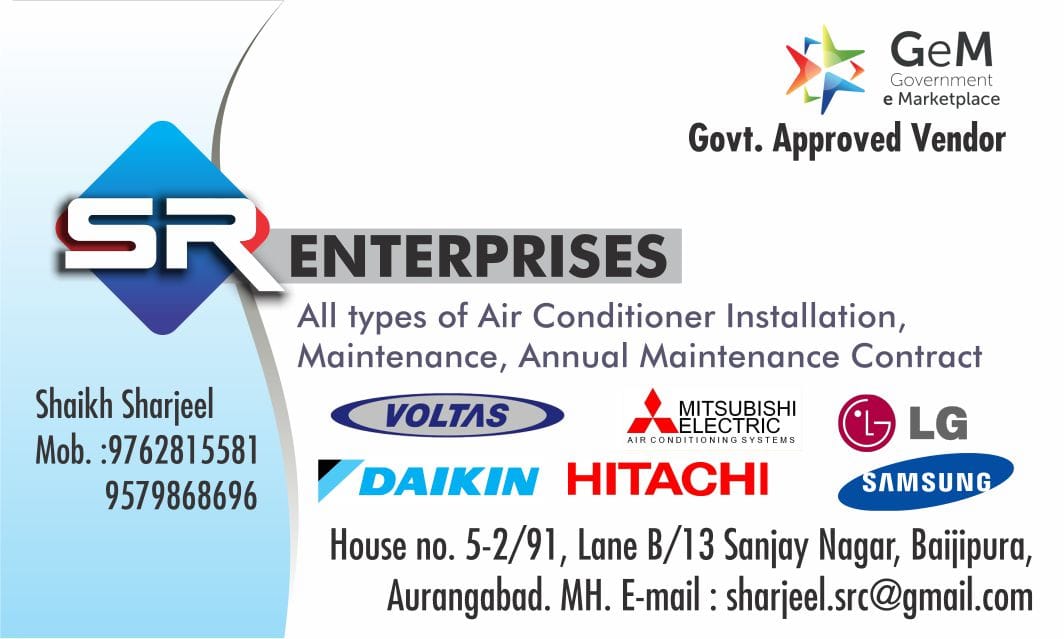 GeM
Government
e Marketplace
Govt. Approved Vendor
SR
ENTERPRISES
All types of Air Conditioner Installation,
Maintenance, Annual Maintenance Contract
Shaikh Sharjeel
Mob. :9762815581
9579868696
VOLTAS
MITSUBISHI
ELECTRIC
AIR CONDITIONING SYSTEMS
LG
LG
DAIKIN
HITACHI
SAMSUNG
House no. 5-2/91, Lane B/13 Sanjay Nagar, Baijipura,
Aurangabad. MH. E-mail : sharjeel.src@gmail.com